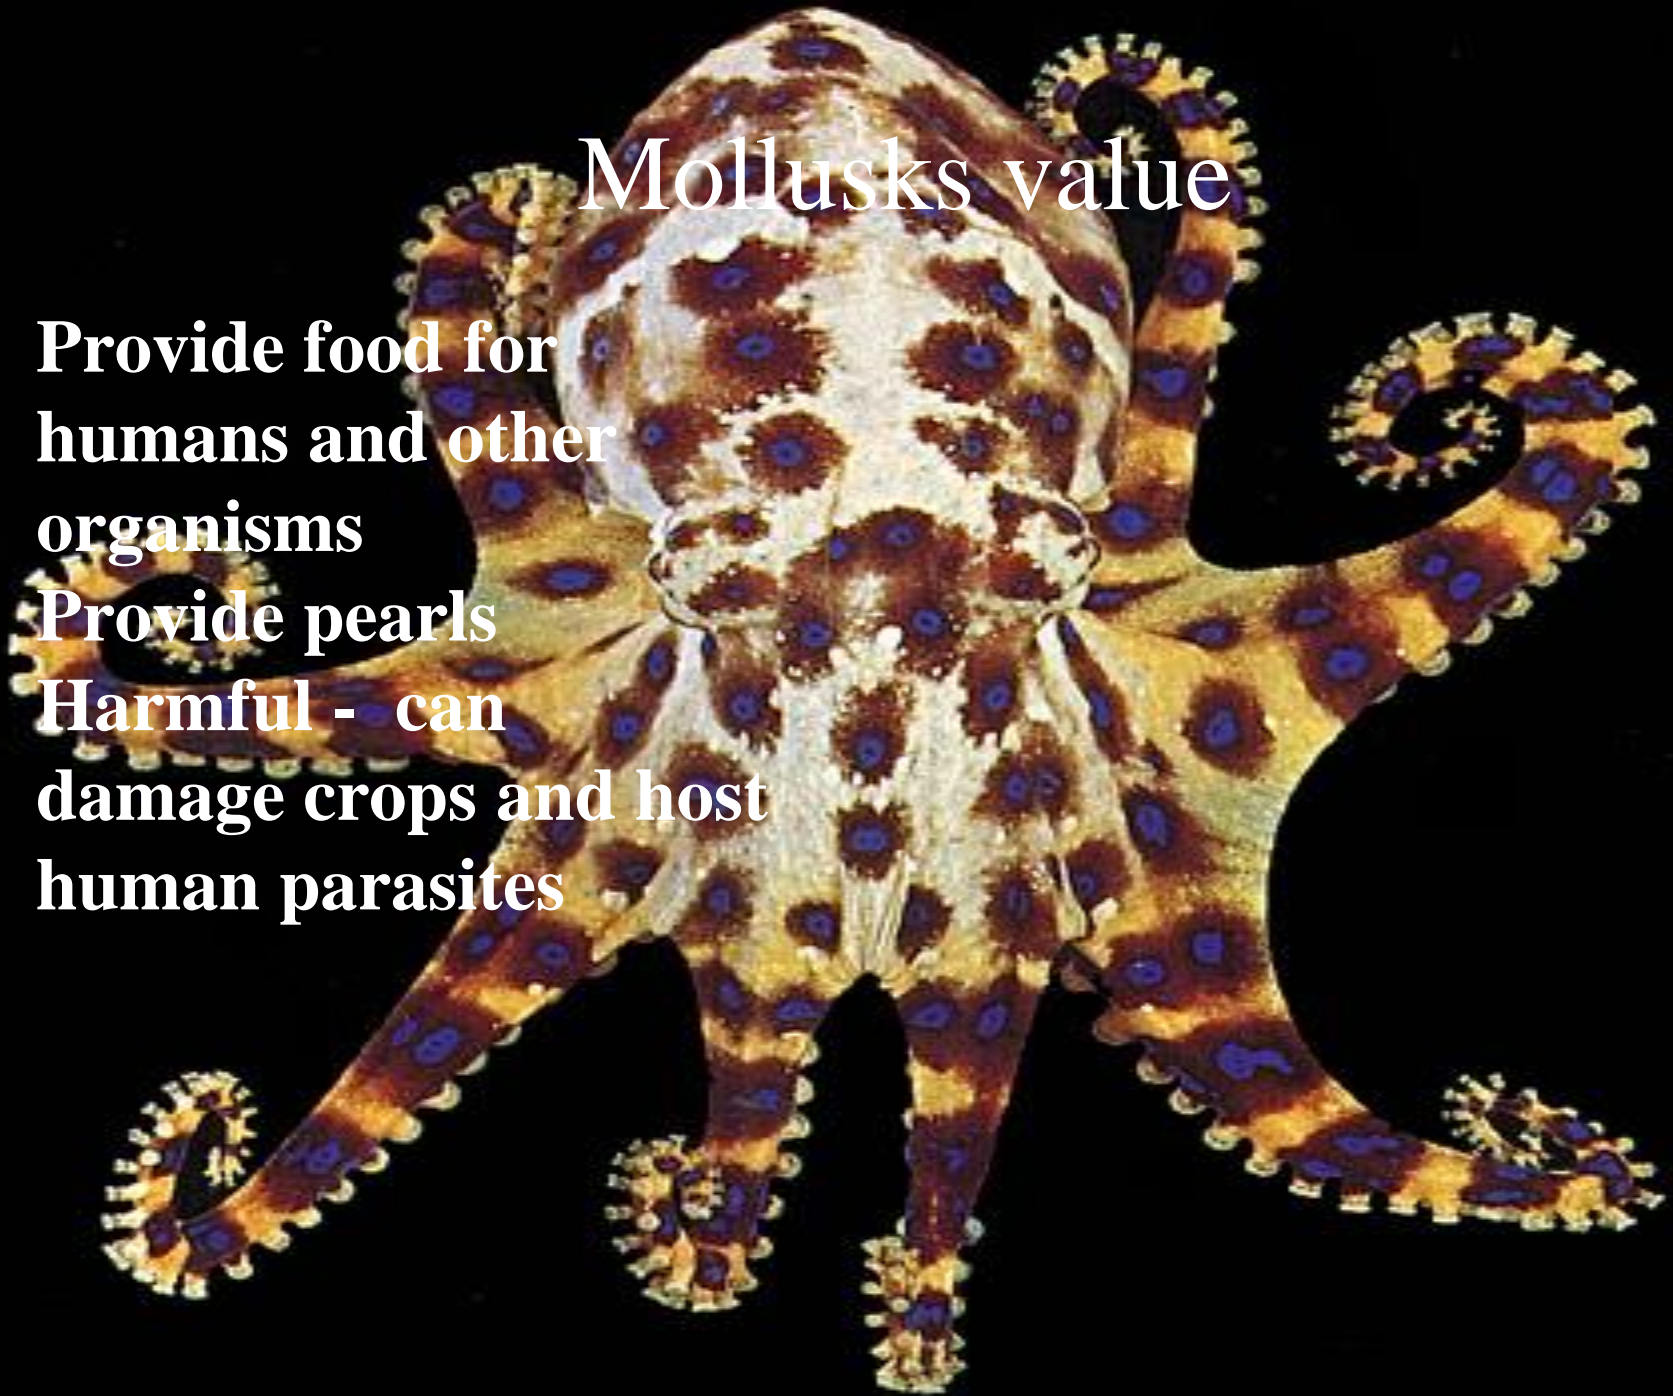 Mollusks value
Provide food for
humans and other
organisms
Provide pearls
Harmful -  can
damage crops and host
human parasites